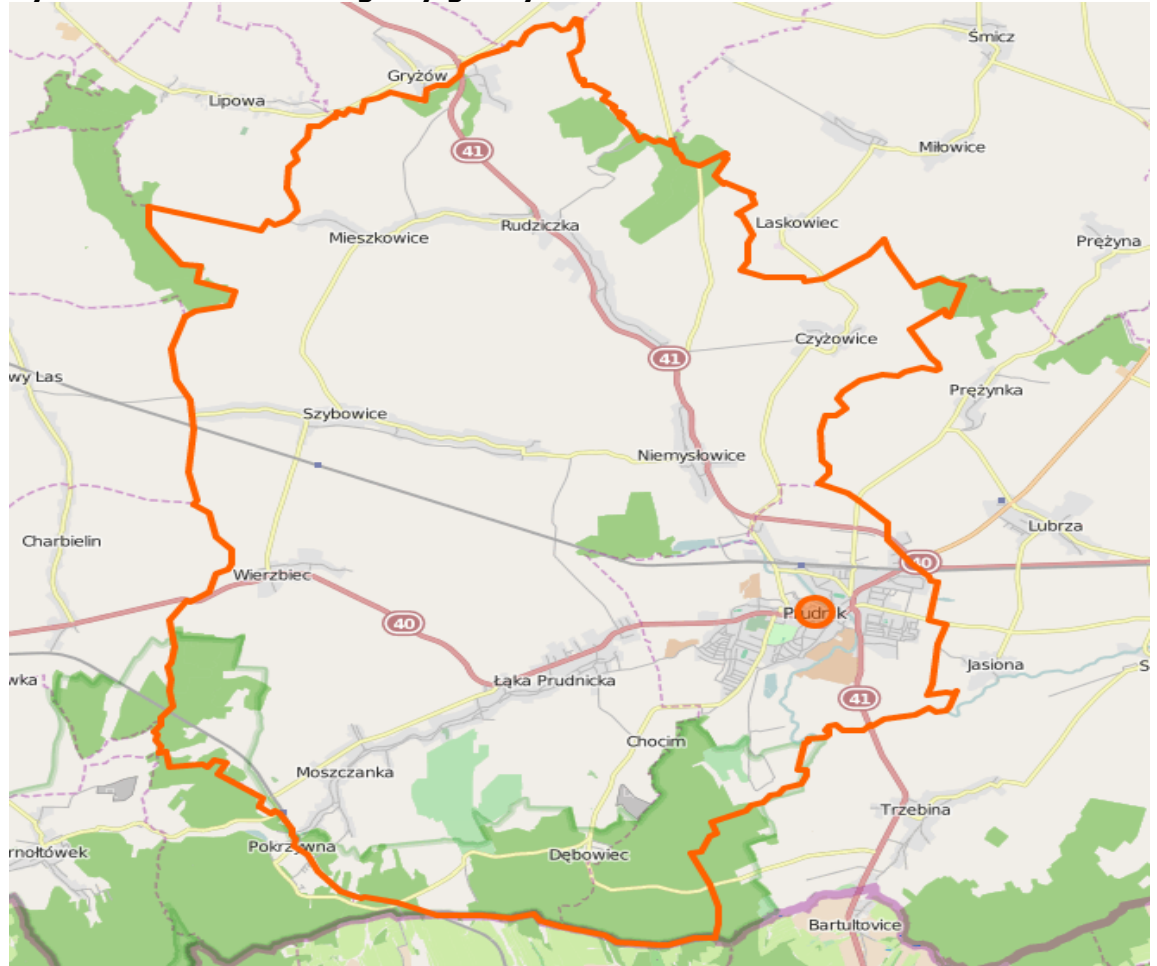 Śmicz
Gryżów
Lipowa
41
Miłowice
Laskowiec
Rudziczka
Mieszkowice
Prężyna
Czyżowice
41
wy Las
Prężynka
Szybowice
Niemysłowice
Lubrza
Charbielin
40
Wierzbiec
Prudnik
40
Jasiona
wka
Łąka Prudnicka
S
41
Chocim
Moszczanka
Trzebina
Pokrzywna
rnołtówek
Dębowiec
Bartultovice